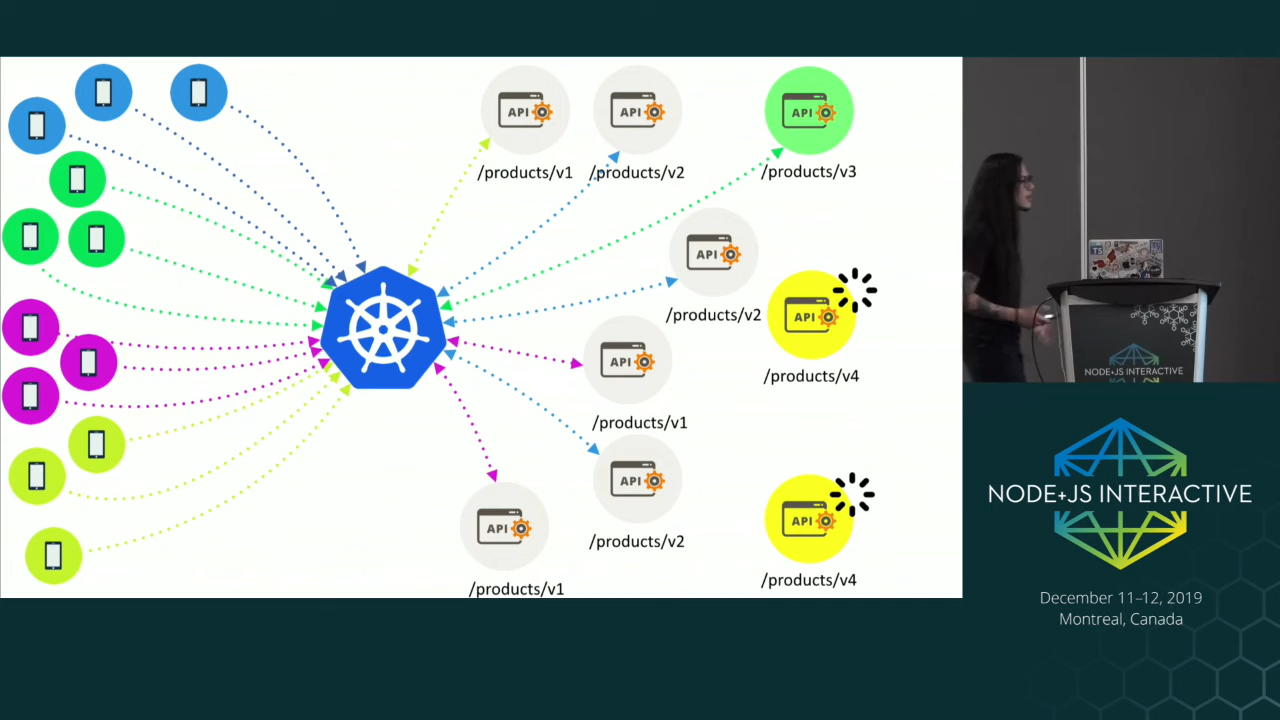 API
/products/v1
API
/products/v2
API
/products/v3
API
/products/v2
API
/products/v4
API
/products/v1
API
/products/v2
API
/products/v1
API
/products/v4
TS
NODE+JS INTERACTIVE
NODE+JS INTERACTIVE
December 11–12, 2019
Montreal, Canada